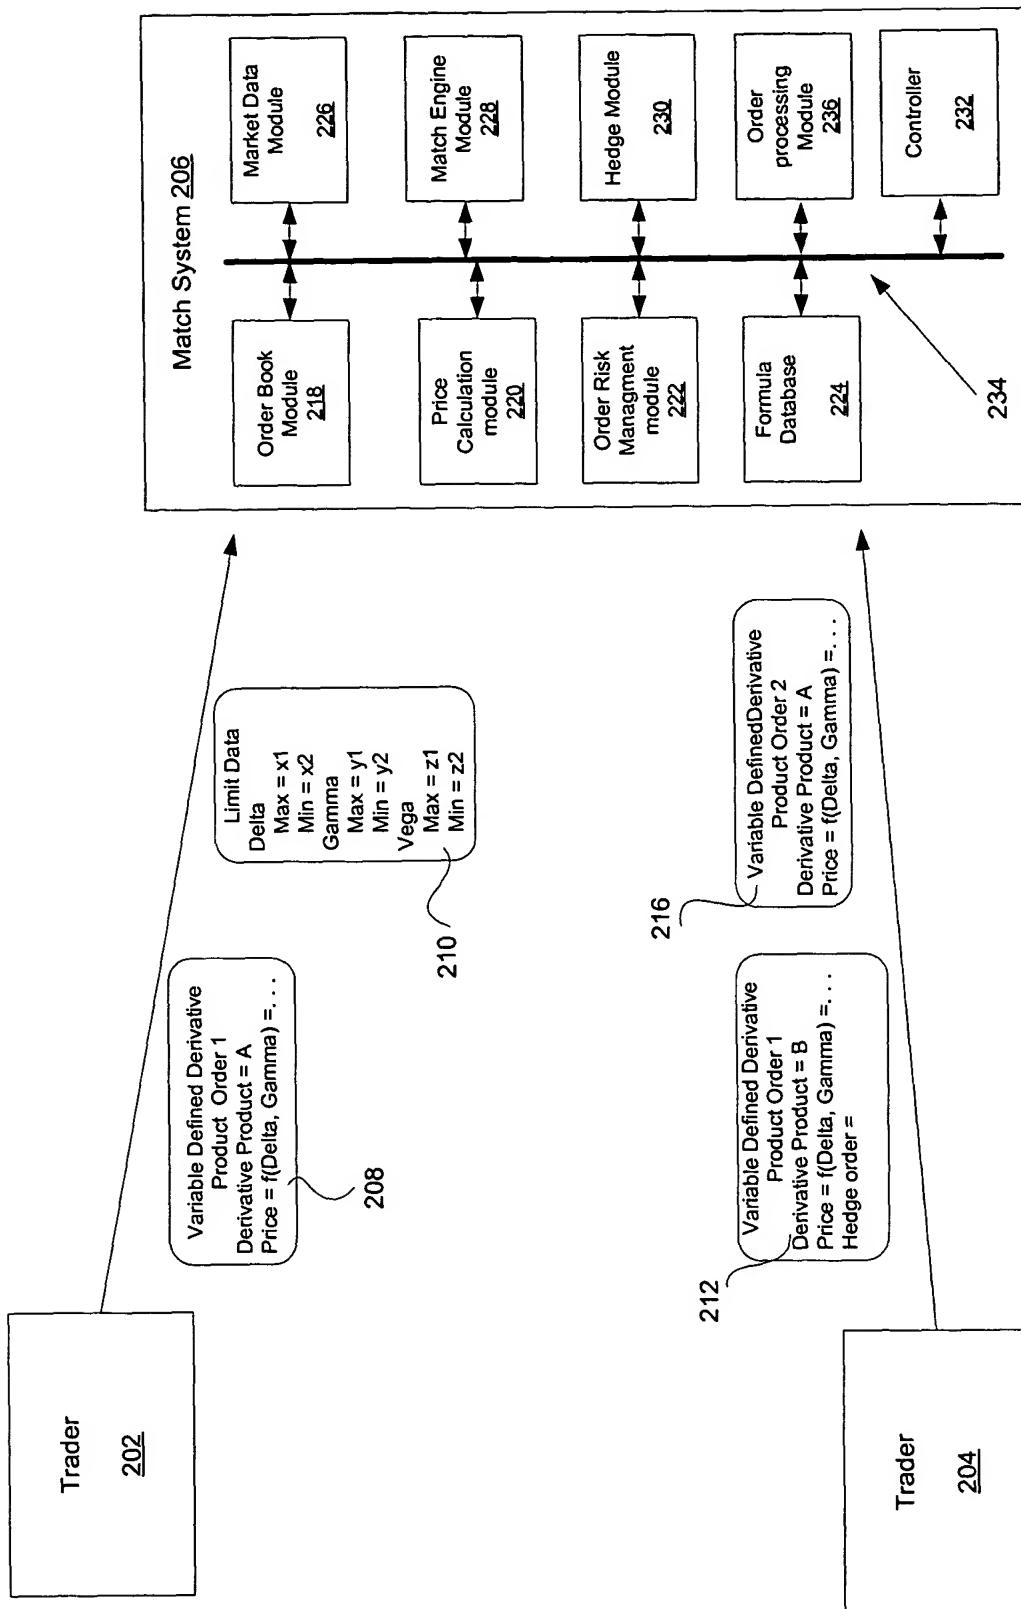 Trader
202
Variable Defined Derivative
Product Order 1
Derivative Product = A
Price = f(Delta, Gamma) =. . .
208
Limit Data
Delta
Max = x1
Min = x2
Gamma
Max = y1
Min = y2
Vega
Max = z1
Min = z2
210
Trader
204
Variable Defined Derivative
Product Order 1
Derivative Product = B
Price = f(Delta, Gamma) =. . .
Hedge order =
212
Variable DefinedDerivative
Product Order 2
Derivative Product = A
Price = f(Delta, Gamma) =. . .
216
Match System 206
Order Book
Module
218
Price
Calculation
module
220
Order Risk
Managment
module
222
Formula
Database
224
Market Data
Module
226
Match Engine
Module
228
Hedge Module
230
Order
processing
Module
236
Controller
232
234